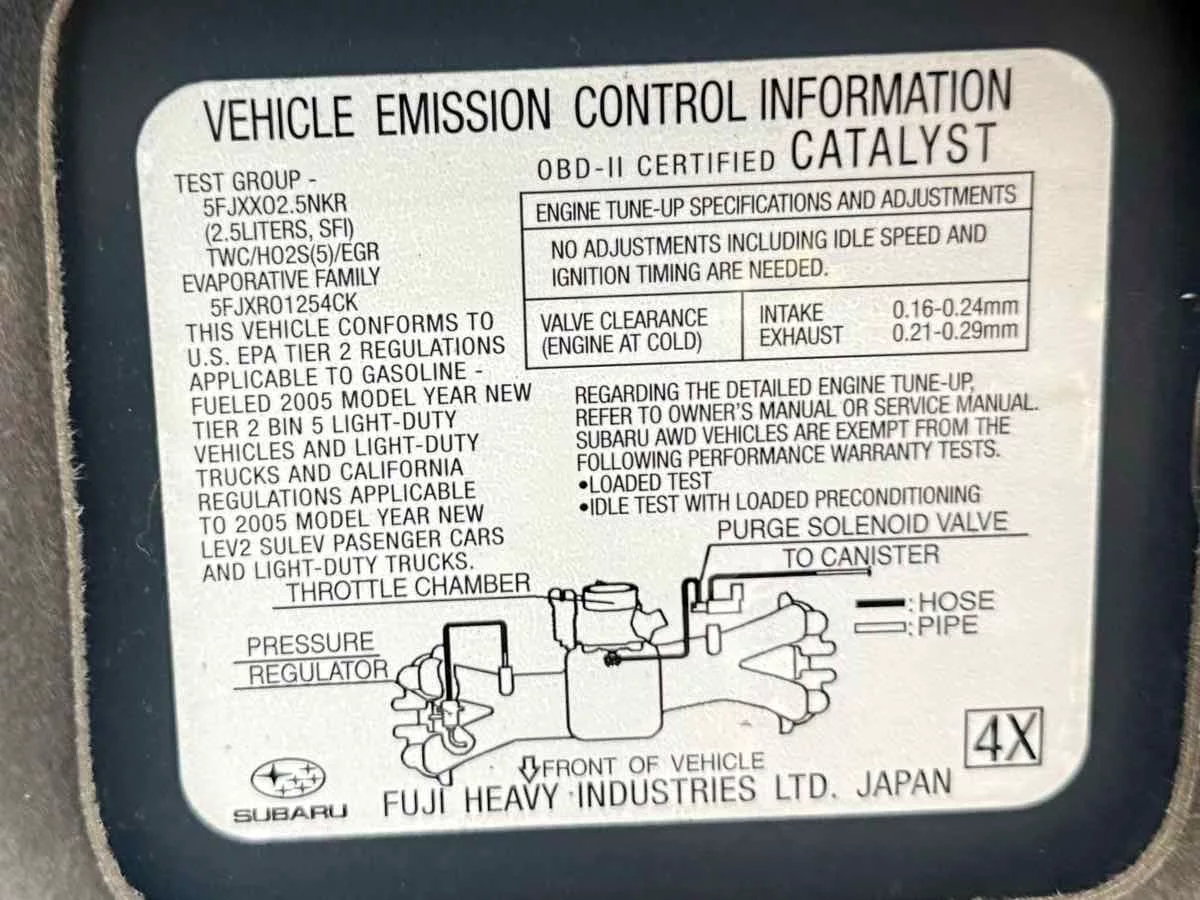 VEHICLE EMISSION CONTROL INFORMATION
OBD-II CERTIFIED CATALYST
TEST GROUP -
5FJXX02.5NKR
(2.5LITERS, SFI)
TWC/HO2S(5)/EGR
EVAPORATIVE FAMILY
5FJXR01254CK
THIS VEHICLE CONFORMS TO
U.S. EPA TIER 2 REGULATIONS
APPLICABLE TO GASOLINE -
FUELED 2005 MODEL YEAR NEW
TIER 2 BIN 5 LIGHT-DUTY
VEHICLES AND LIGHT-DUTY
TRUCKS AND CALIFORNIA
REGULATIONS APPLICABLE
TO 2005 MODEL YEAR NEW
LEV2 SULEV PASENGER CARS
AND LIGHT-DUTY TRUCKS.
ENGINE TUNE-UP SPECIFICATIONS AND ADJUSTMENTS
NO ADJUSTMENTS INCLUDING IDLE SPEED AND
IGNITION TIMING ARE NEEDED.
VALVE CLEARANCE
(ENGINE AT COLD)
INTAKE 0.16-0.24mm
EXHAUST 0.21-0.29mm
REGARDING THE DETAILED ENGINE TUNE-UP,
REFER TO OWNER'S MANUAL OR SERVICE MANUAL.
SUBARU AWD VEHICLES ARE EXEMPT FROM THE
FOLLOWING PERFORMANCE WARRANTY TESTS.
•LOADED TEST
•IDLE TEST WITH LOADED PRECONDITIONING
PURGE SOLENOID VALVE
TO CANISTER
THROTTLE CHAMBER
:HOSE
:PIPE
PRESSURE
REGULATOR
4X
FRONT OF VEHICLE
SUBARU
FUJI HEAVY INDUSTRIES LTD. JAPAN